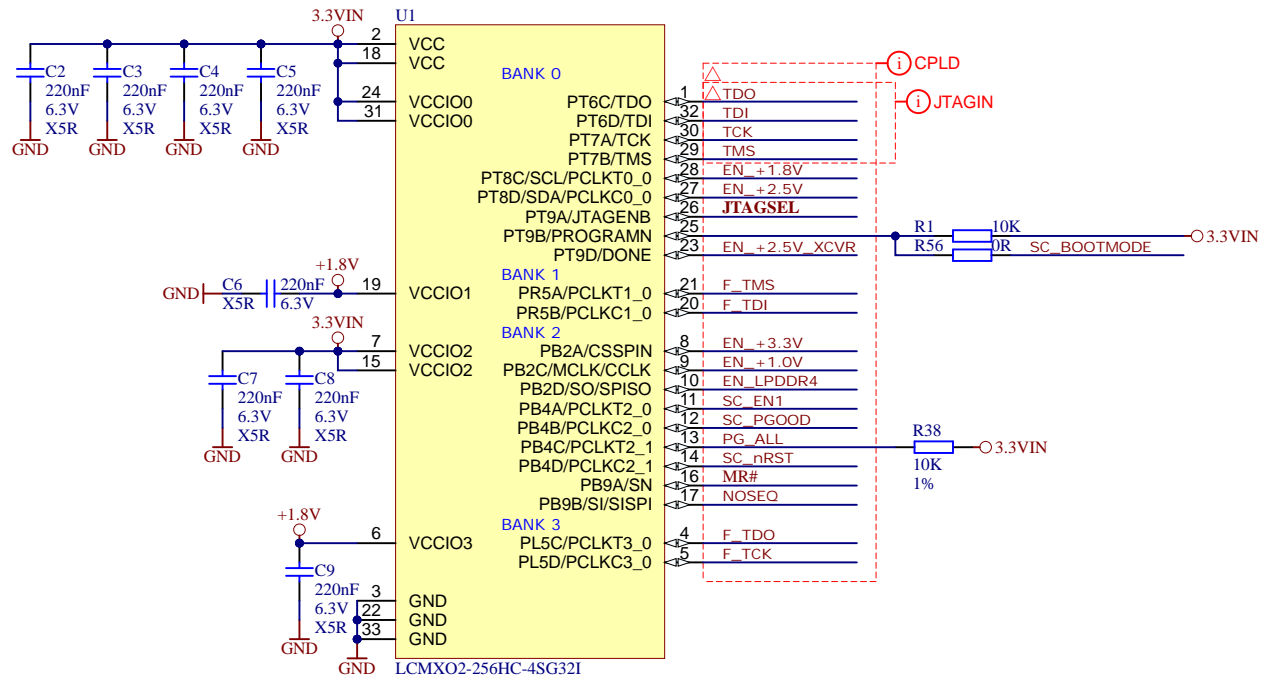 3.3VIN
U1
2
VCC
18
VCC
24
VCCIO0
31
VCCIO0
C2
220nF
6.3V
X5R
GND
C3
220nF
6.3V
X5R
GND
C4
220nF
6.3V
X5R
GND
C5
220nF
6.3V
X5R
GND
BANK 0
CPLD
JTAGIN
PT6C/TDO 1 TDO
PT6D/TDI 32 TDI
PT7A/TCK 30 TCK
PT7B/TMS 29 TMS
PT8C/SCL/PCLKT0_0 28 EN_+1.8V
PT8D/SDA/PCLKC0_0 27 EN_+2.5V
PT9A/JTAGENB 26 JTAGSEL
PT9B/PROGRAMN 25
PT9D/DONE 23 EN_+2.5V_XCVR
R1 10K 3.3VIN
R56 0R SC_BOOTMODE
+1.8V
GND C6 220nF
X5R 6.3V
19 VCCIO1
BANK 1
PR5A/PCLKT1_0 21 F_TMS
PR5B/PCLKC1_0 20 F_TDI
3.3VIN
7 VCCIO2
15 VCCIO2
C7
220nF
6.3V
X5R
GND
C8
220nF
6.3V
X5R
GND
BANK 2
PB2A/CSSPIN 8 EN_+3.3V
PB2C/MCLK/CCLK 9 EN_+1.0V
PB2D/SO/SPISO 10 EN_LPDDR4
PB4A/PCLKT2_0 11 SC_EN1
PB4B/PCLKC2_0 12 SC_PGOOD
PB4C/PCLKT2_1 13 PG_ALL
PB4D/PCLKC2_1 14 SC_nRST
PB9A/SN 16 MR#
PB9B/SI/SISPI 17 NOSEQ
R38
3.3VIN
10K
1%
+1.8V
6 VCCIO3
C9
220nF
6.3V
X5R
GND
BANK 3
PL5C/PCLKT3_0 4 F_TDO
PL5D/PCLKC3_0 5 F_TCK
3 GND
22 GND
33 GND
GND
LCMXO2-256HC-4SG32I